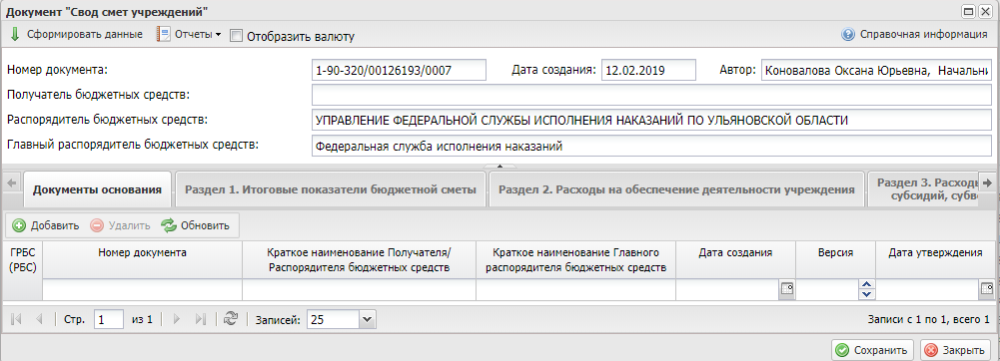 Документ "Свод смет учреждений"
Сформировать данные Отчеты Отобразить валюту Справочная информация
Номер документа: 1-90-320/00126193/0007 Дата создания: 12.02.2019 Автор: Коновалова Оксана Юрьевна, Начальни
Получатель бюджетных средств:
Распорядитель бюджетных средств: УПРАВЛЕНИЕ ФЕДЕРАЛЬНОЙ СЛУЖБЫ ИСПОЛНЕНИЯ НАКАЗАНИЙ ПО УЛЬЯНОВСКОЙ ОБЛАСТИ
Главный распорядитель бюджетных средств: Федеральная служба исполнения наказаний
Документы основания Раздел 1. Итоговые показатели бюджетной сметы Раздел 2. Расходы на обеспечение деятельности учреждения Раздел 3. Расходы
субсидий, субв
Добавить Удалить Обновить
ГРБС (РБС) Номер документа Краткое наименование Получателя/ Распорядителя бюджетных средств Краткое наименование Главного распорядителя бюджетных средств Дата создания Версия Дата утверждения
Стр. 1 из 1 Записей: 25 Записи с 1 по 1, всего 1
Сохранить Закрыть